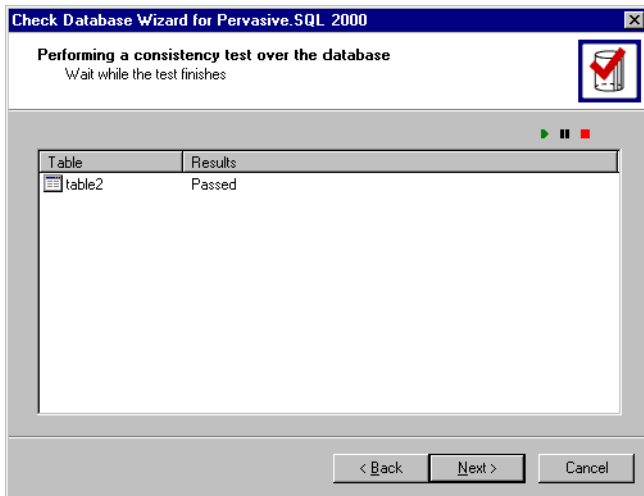 Check Database Wizard for Pervasive.SQL 2000
Performing a consistency test over the database
Wait while the test finishes
Table Results
table2 Passed
< Back Next > Cancel